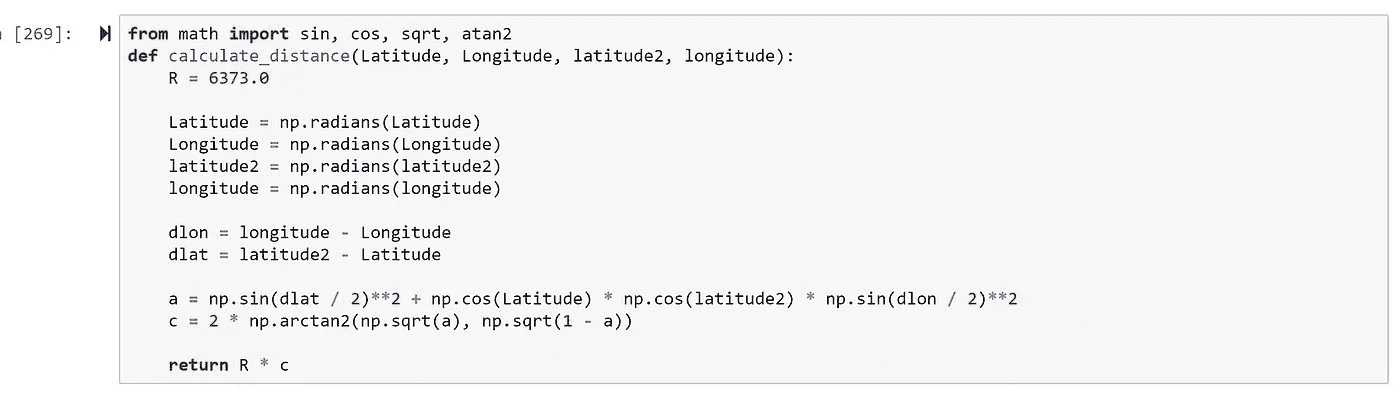 [269]:
from math import sin, cos, sqrt, atan2
def calculate_distance(Latitude, Longitude, latitude2, longitude):
    R = 6373.0

    Latitude = np.radians(Latitude)
    Longitude = np.radians(Longitude)
    latitude2 = np.radians(latitude2)
    longitude = np.radians(longitude)

    dlon = longitude - Longitude
    dlat = latitude2 - Latitude

    a = np.sin(dlat / 2)**2 + np.cos(Latitude) * np.cos(latitude2) * np.sin(dlon / 2)**2
    c = 2 * np.arctan2(np.sqrt(a), np.sqrt(1 - a))

    return R * c